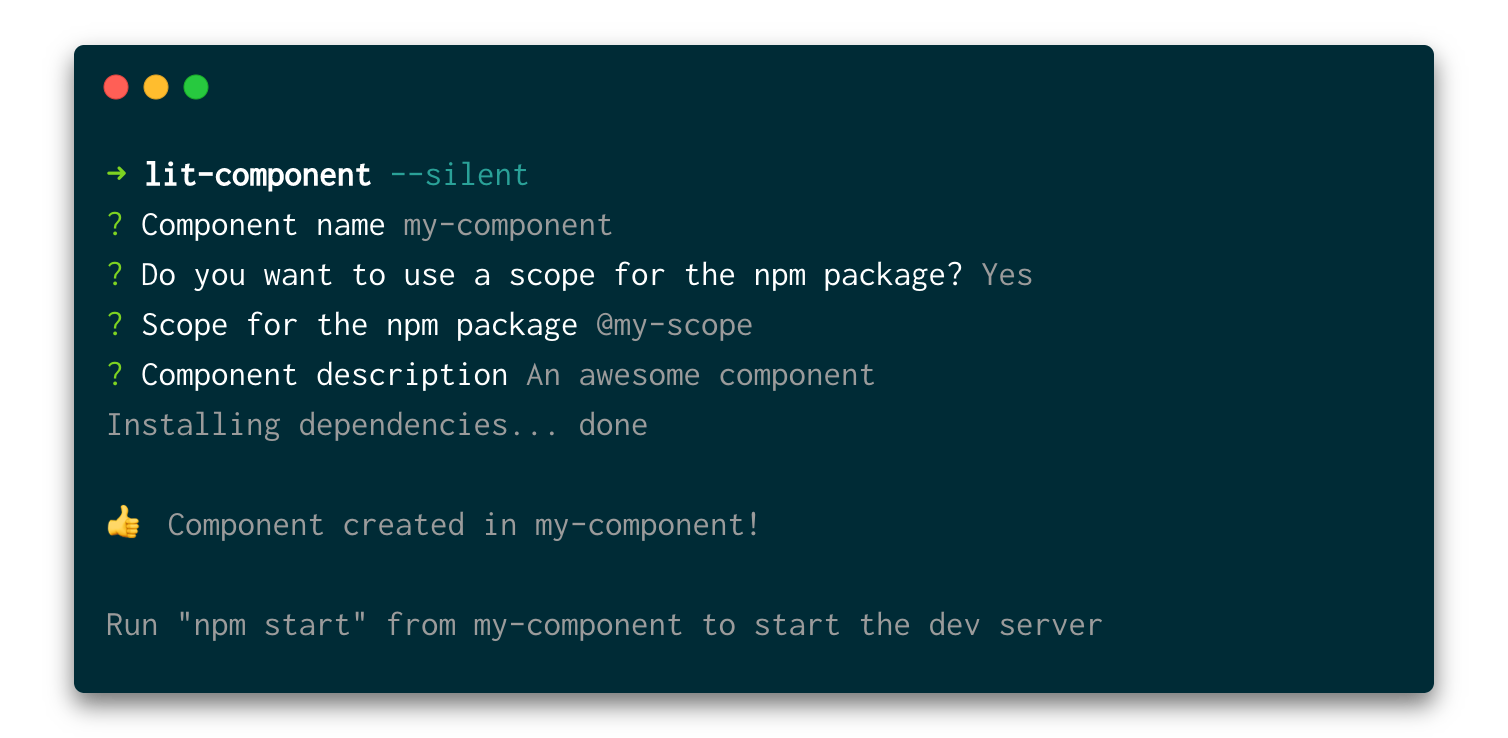 ➜ lit-component --silent
? Component name my-component
? Do you want to use a scope for the npm package? Yes
? Scope for the npm package @my-scope
? Component description An awesome component
Installing dependencies... done
👍 Component created in my-component!
Run "npm start" from my-component to start the dev server